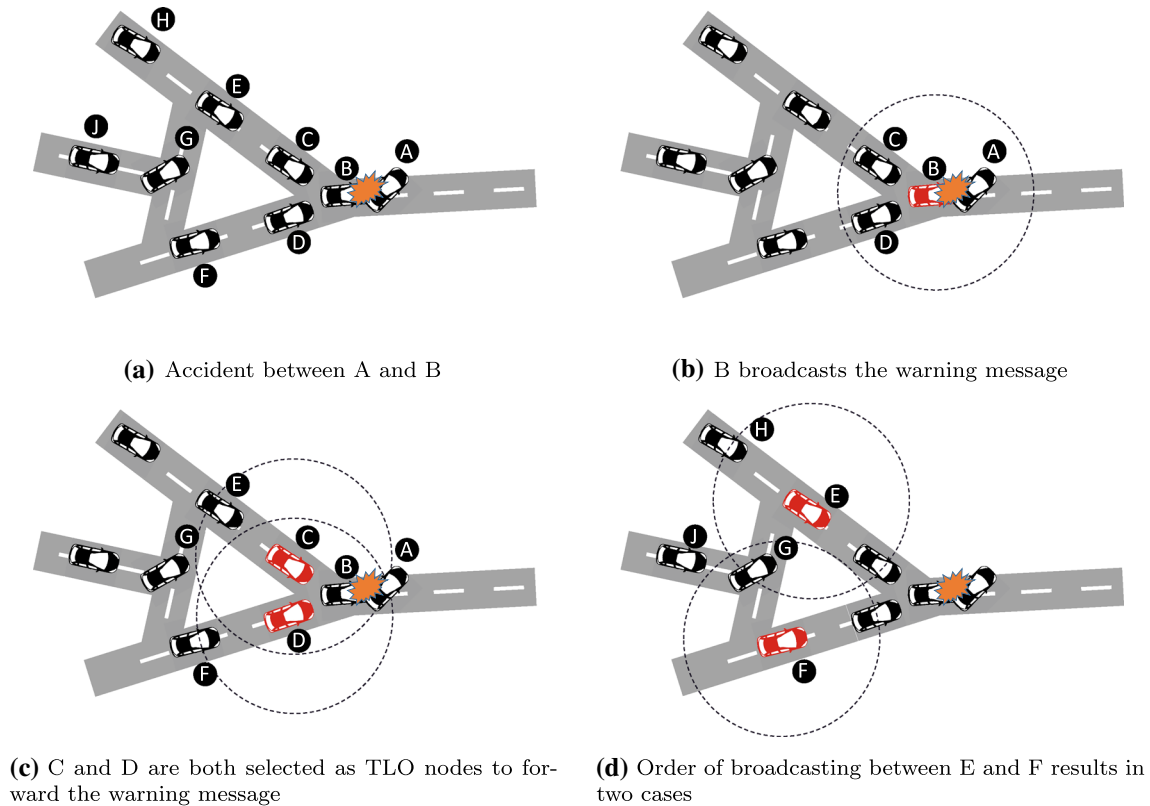 H
E
J
G
C
A
B
D
F
(a) Accident between A and B
C
A
B
D
(b) B broadcasts the warning message
E
G
C
A
B
D
F
(c) C and D are both selected as TLO nodes to for-
ward the warning message
H
E
J
G
F
(d) Order of broadcasting between E and F results in
two cases